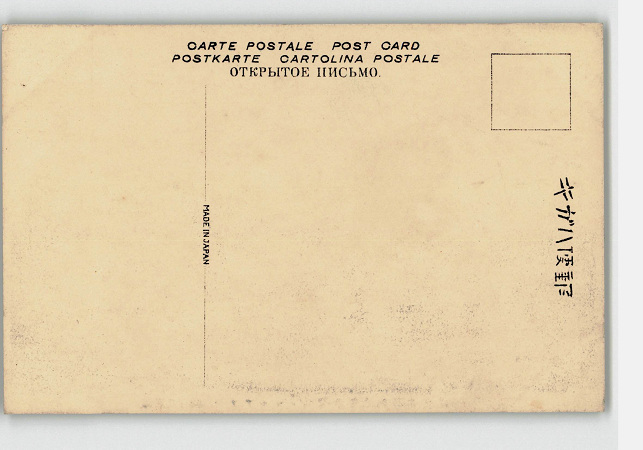 CARTE POSTALE POST CARD
POSTKARTE CARTOLINA POSTALE
ОТКРЫТОЕ ПИСЬМО.
MADE IN JAPAN
郵便ハガキ